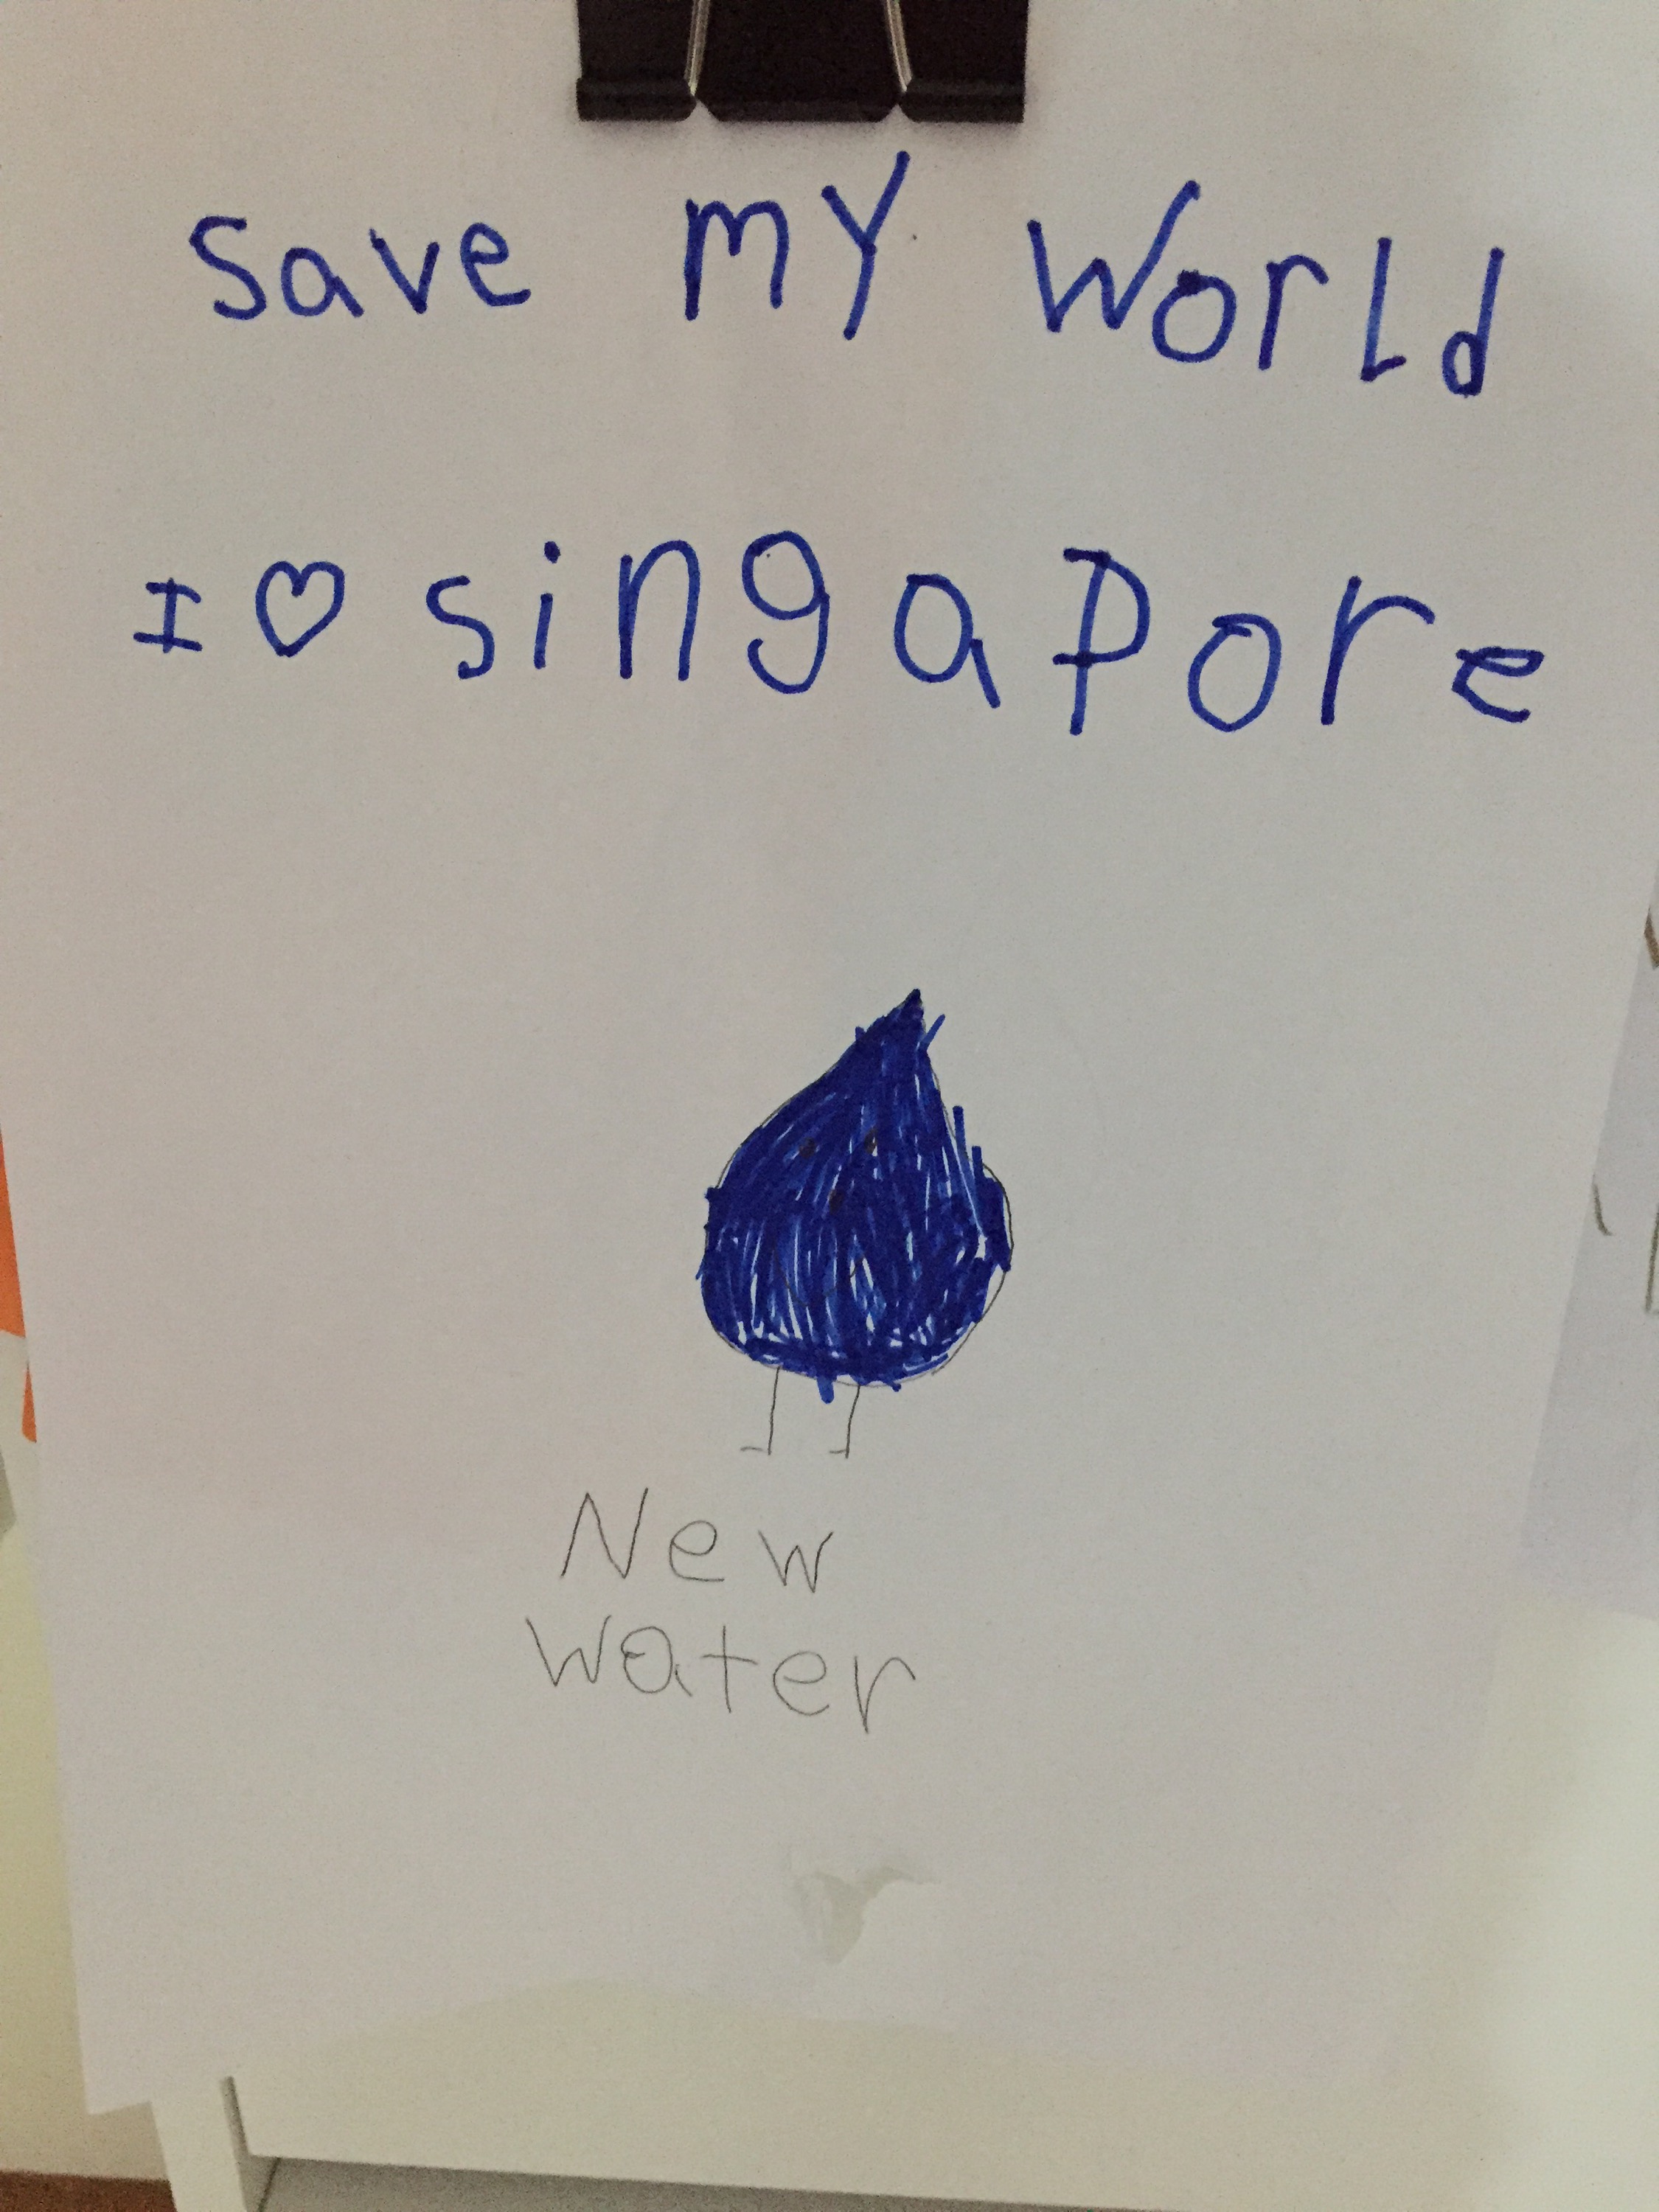 save my world
I ♡ singapore
New
water